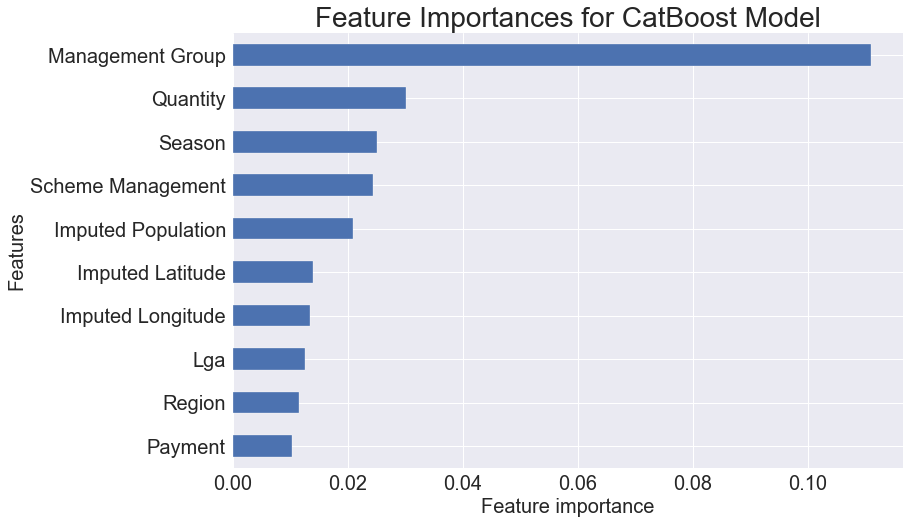 Feature Importances for CatBoost Model
Features
Management Group
Quantity
Season
Scheme Management
Imputed Population
Imputed Latitude
Imputed Longitude
Lga
Region
Payment
0.00 0.02 0.04 0.06 0.08 0.10
Feature importance